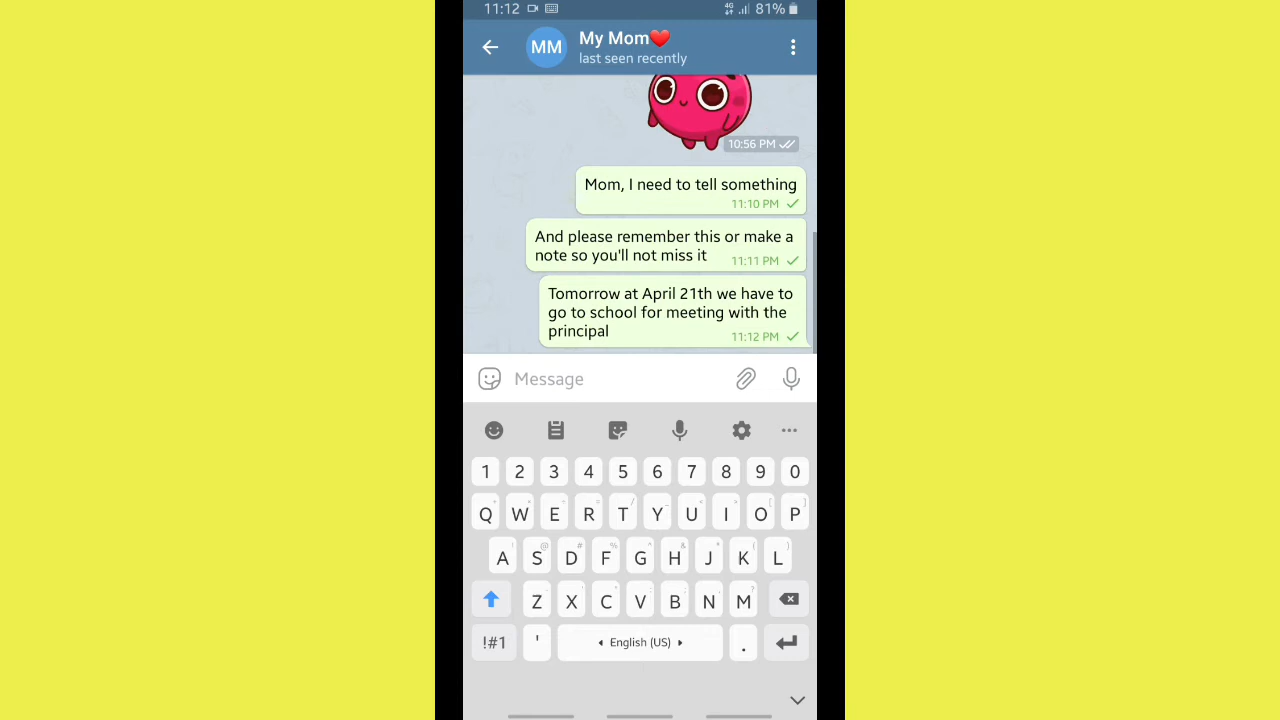 11:12 4G 81%
MM My Mom❤️
last seen recently
10:56 PM
Mom, I need to tell something
11:10 PM
And please remember this or make a
note so you'll not miss it 11:11 PM
Tomorrow at April 21th we have to
go to school for meeting with the
principal 11:12 PM
Message
1 2 3 4 5 6 7 8 9 0
Q W E R T Y U I O P
A S D F G H J K L
Z X C V B N M
!#1 ' English (US) .